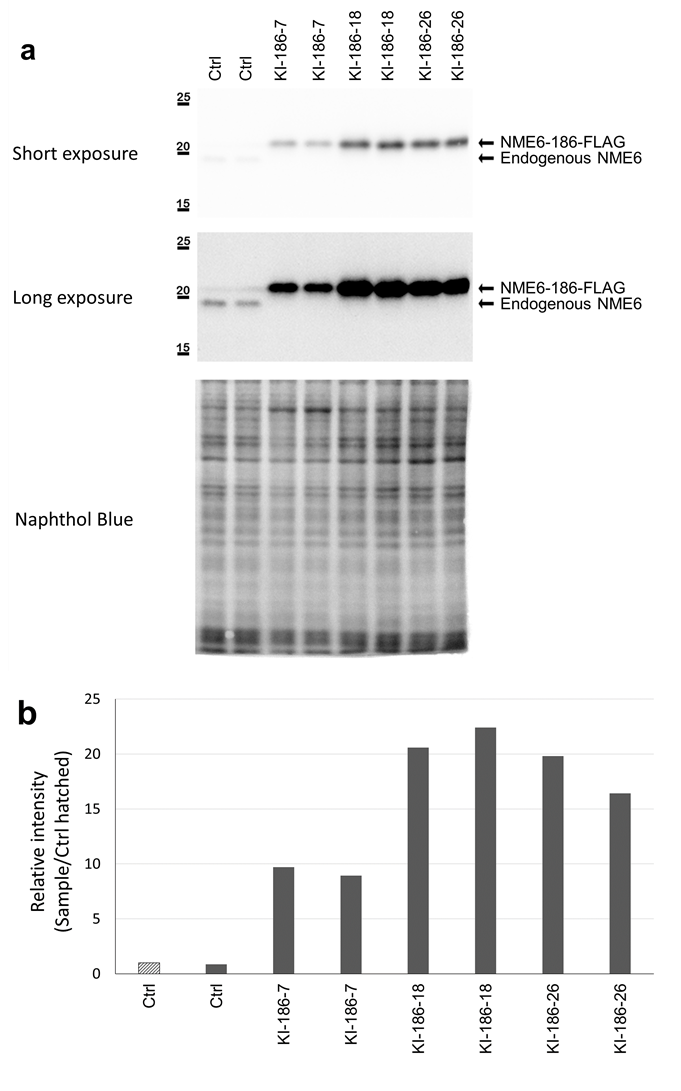 a
Ctrl
Ctrl
KI-186-7
KI-186-7
KI-186-18
KI-186-18
KI-186-26
KI-186-26
25
Short exposure
20
NME6-186-FLAG
Endogenous NME6
15
25
Long exposure
20
NME6-186-FLAG
Endogenous NME6
15
Naphthol Blue
b
Relative intensity
(Sample/Ctrl hatched)
25
20
15
10
5
0
Ctrl
Ctrl
KI-186-7
KI-186-7
KI-186-18
KI-186-18
KI-186-26
KI-186-26